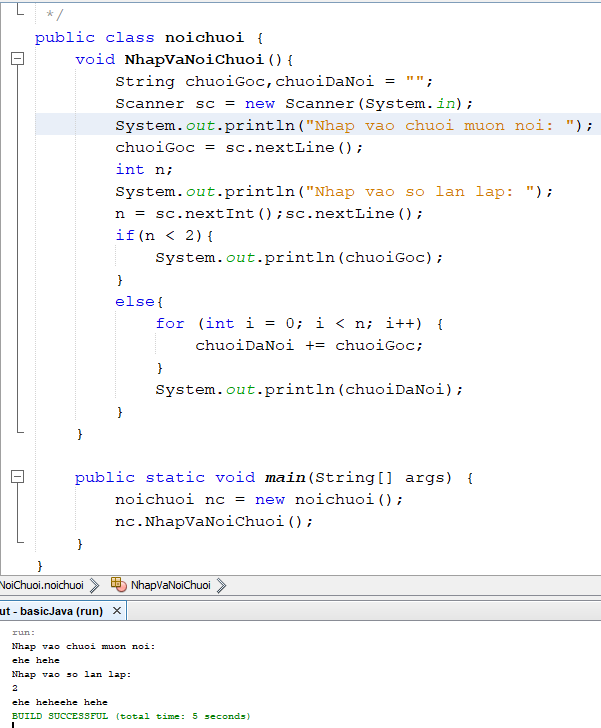 */
public class noichuoi {
void NhapVaNoiChuoi(){
String chuoiGoc,chuoiDaNoi = "";
Scanner sc = new Scanner(System.in);
System.out.println("Nhap vao chuoi muon noi: ");
chuoiGoc = sc.nextLine();
int n;
System.out.println("Nhap vao so lan lap: ");
n = sc.nextInt();sc.nextLine();
if(n < 2){
System.out.println(chuoiGoc);
}
else{
for (int i = 0; i < n; i++) {
chuoiDaNoi += chuoiGoc;
}
System.out.println(chuoiDaNoi);
}
}
public static void main(String[] args) {
noichuoi nc = new noichuoi();
nc.NhapVaNoiChuoi();
}
}
NoiChuoi.noichuoi NhapVaNoiChuoi
ut - basicJava (run) ×
run:
Nhap vao chuoi muon noi:
ehe hehe
Nhap vao so lan lap:
2
ehe heheehe hehe
BUILD SUCCESSFUL (total time: 5 seconds)